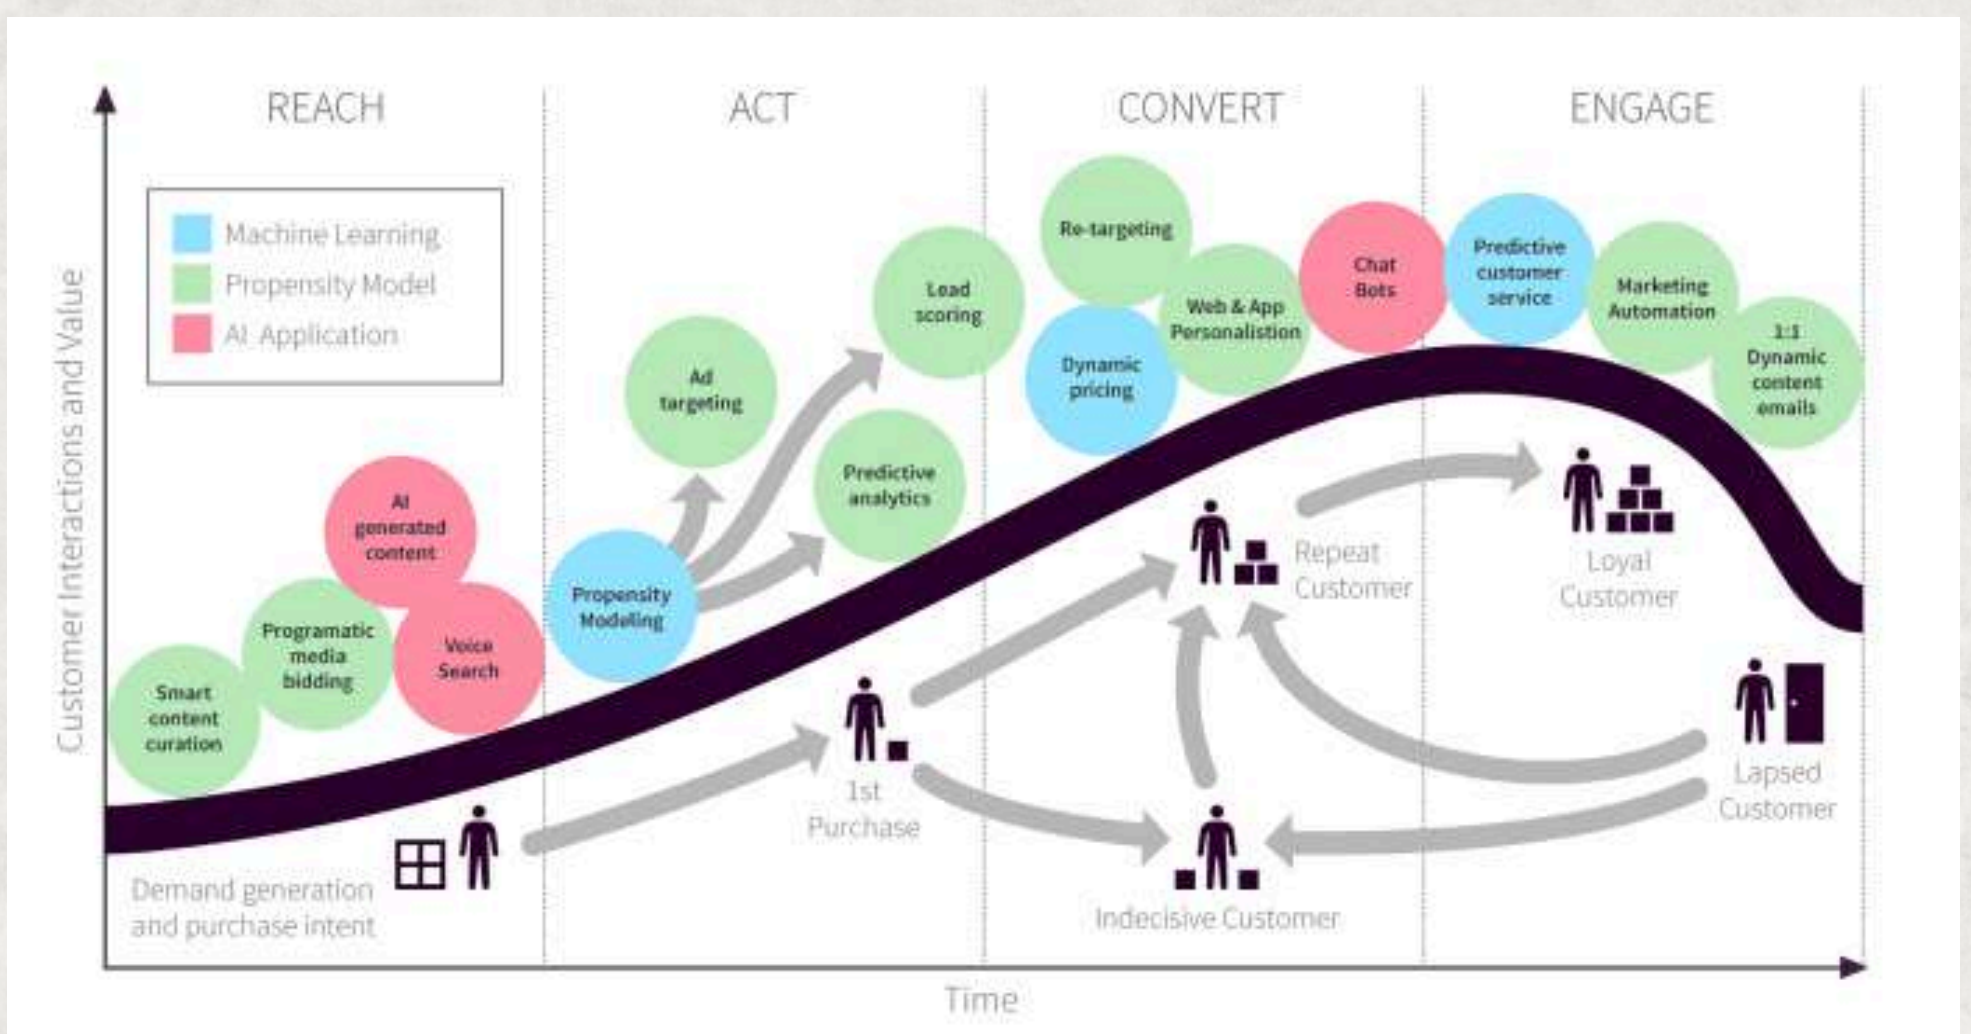 REACH
ACT
CONVERT
ENGAGE
Machine Learning
Propensity Model
AI Application
Customer Interactions and Value
Smart
content
curation
Programatic
media
bidding
AI
generated
content
Voice
Search
Propensity
Modeling
Ad
targeting
Lead
scoring
Predictive
analytics
Re-targeting
Dynamic
pricing
Web & App
Personalistion
Chat
Bots
Predictive
customer
service
Marketing
Automation
1:1
Dynamic
content
emails
Demand generation
and purchase intent
1st
Purchase
Repeat
Customer
Indecisive Customer
Loyal
Customer
Lapsed
Customer
Time